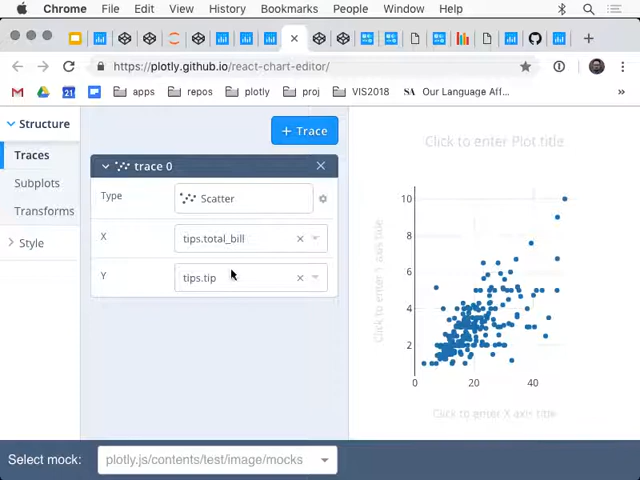 Chrome File Edit View History Bookmarks People Window Help
https://plotly.github.io/react-chart-editor/
21 apps repos plotly proj VIS2018 SA Our Language Aff...
Structure
Traces
Subplots
Transforms
Style
+ Trace
trace 0
Type Scatter
X tips.total_bill
Y tips.tip
Click to enter Plot title
Click to enter Y axis title
10
8
6
4
2
0 20 40
Click to enter X axis title
Select mock: plotly.js/contents/test/image/mocks